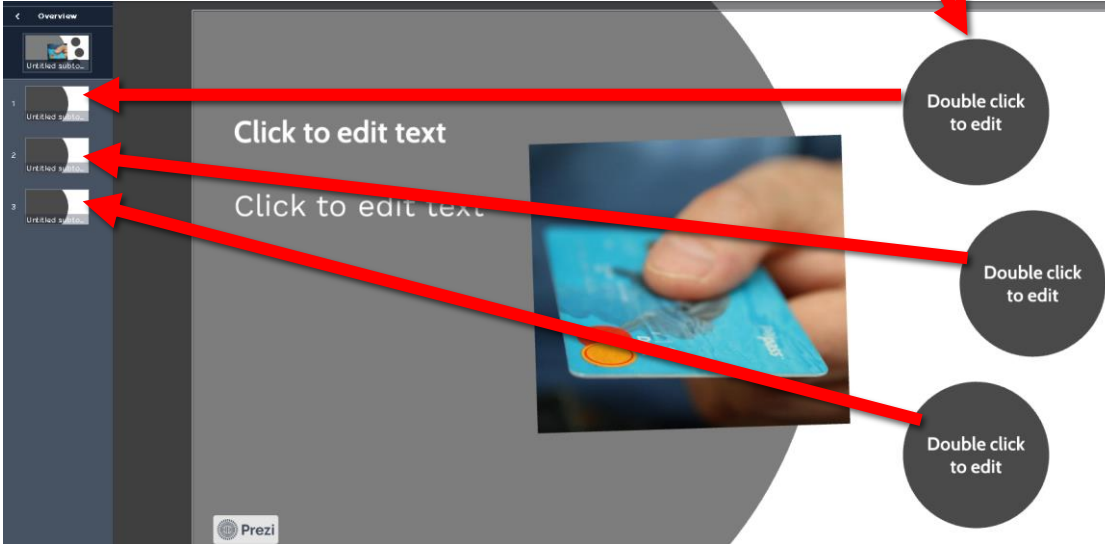 Overview
Untitled subto...
1
Untitled subto...
2
Untitled subto...
3
Untitled subto...
Click to edit text
Click to edit text
Double click
to edit
Double click
to edit
Double click
to edit
Prezi